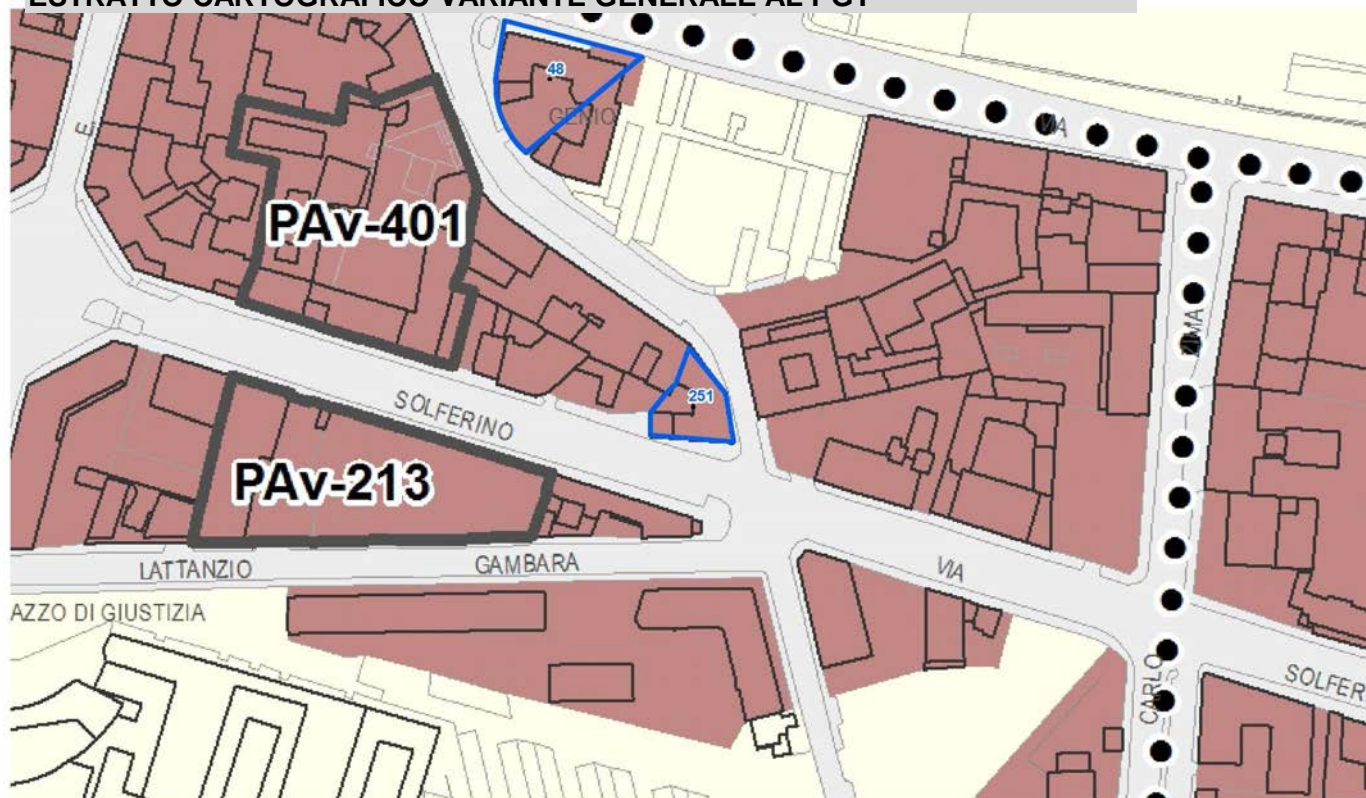 ESTRATTO CARTOGRAFICO VARIANTE GENERALE AL PGT
48
GENIO
VIA
E
PAv-401
ZIMA
251
SOLFERINO
PAv-213
LATTANZIO
GAMBARA
VIA
AZZO DI GIUSTIZIA
CARLO
SOLFER